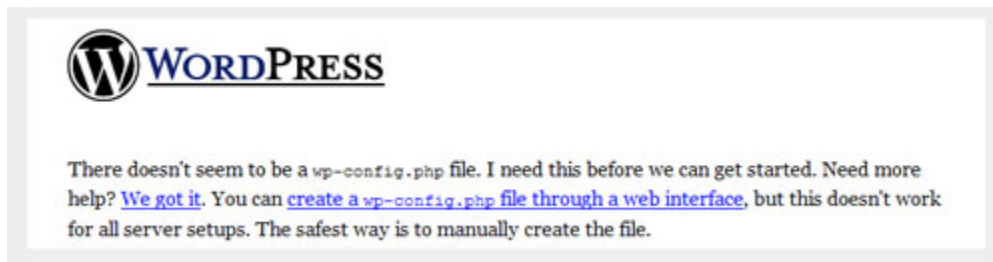 WORDPRESS
There doesn't seem to be a wp-config.php file. I need this before we can get started. Need more
help? We got it. You can create a wp-config.php file through a web interface, but this doesn't work
for all server setups. The safest way is to manually create the file.